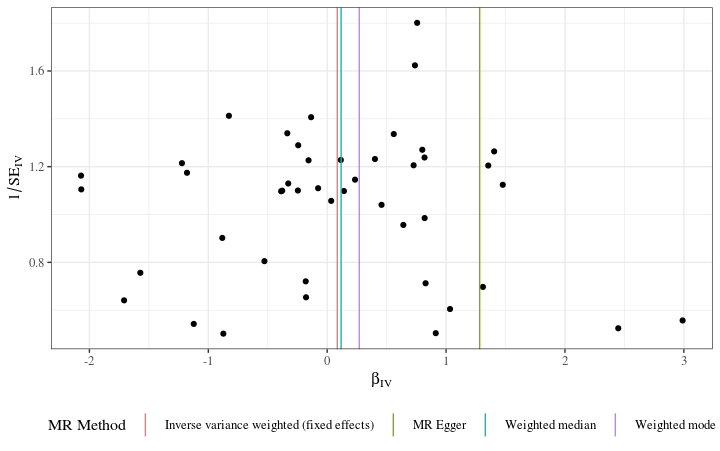 1.6
1.2
0.8
1/SE_IV
-2 -1 0 1 2 3
β_IV
MR Method Inverse variance weighted (fixed effects) MR Egger Weighted median Weighted mode